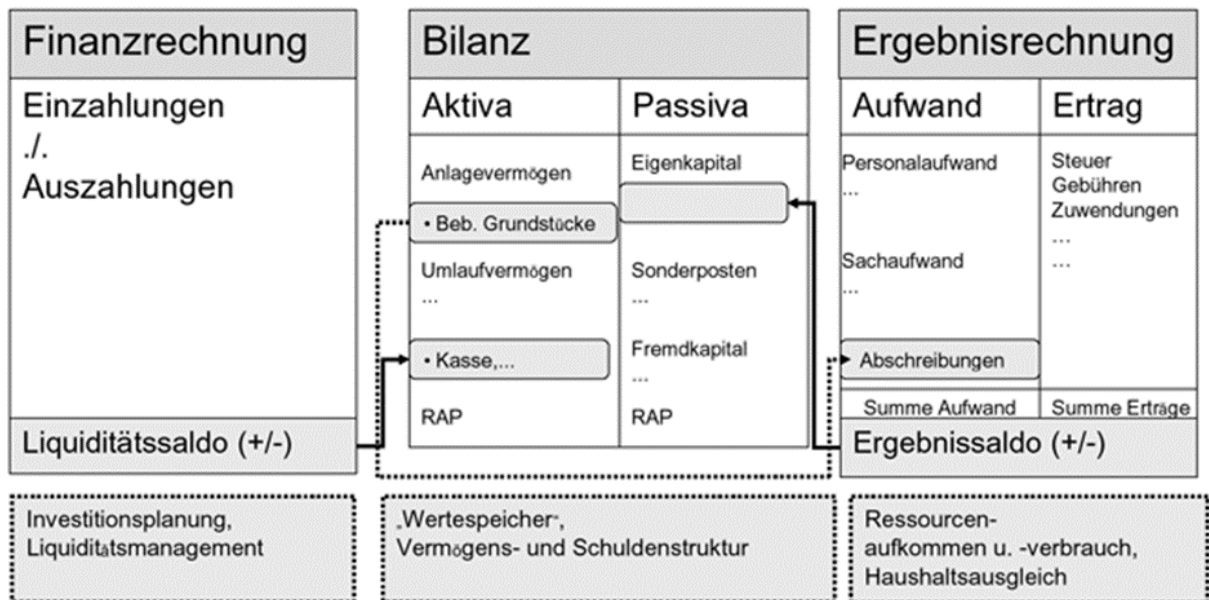 Finanzrechnung
Einzahlungen
./.
Auszahlungen
Liquiditätssaldo (+/-)
Investitionsplanung,
Liquiditätsmanagement
Bilanz
Aktiva
Anlagevermögen
• Beb. Grundstücke
Umlaufvermögen
...
• Kasse,...
RAP
Passiva
Eigenkapital
Sonderposten
...
Fremdkapital
...
RAP
„Wertespeicher“,
Vermögens- und Schuldenstruktur
Ergebnisrechnung
Aufwand
Personalaufwand
...
Sachaufwand
...
Abschreibungen
Summe Aufwand
Ertrag
Steuer
Gebühren
Zuwendungen
...
...
Summe Erträge
Ergebnissaldo (+/-)
Ressourcen-
aufkommen u. -verbrauch,
Haushaltsausgleich